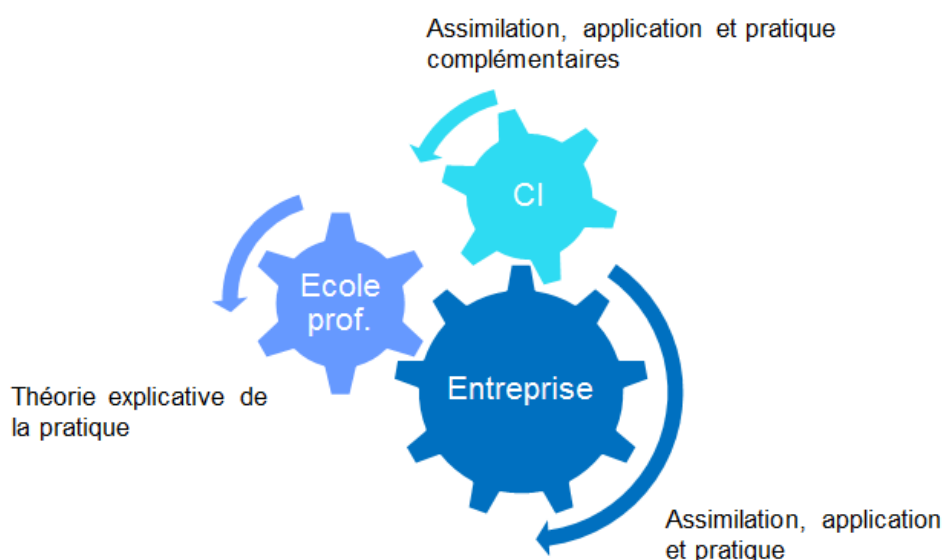 Assimilation, application et pratique
complémentaires
CI
Ecole
prof.
Entreprise
Théorie explicative de
la pratique
Assimilation, application
et pratique